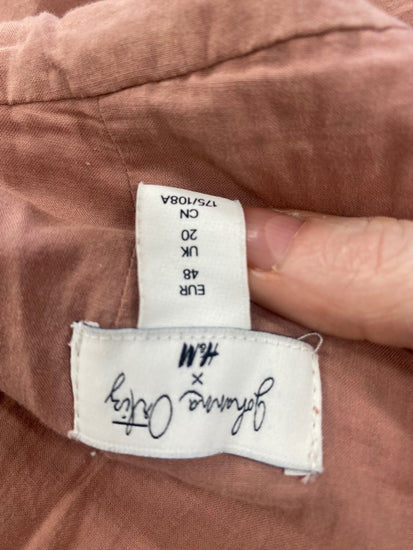 Johanna Ortiz
×
H&M
EUR
48
UK
20
CN
175/108A